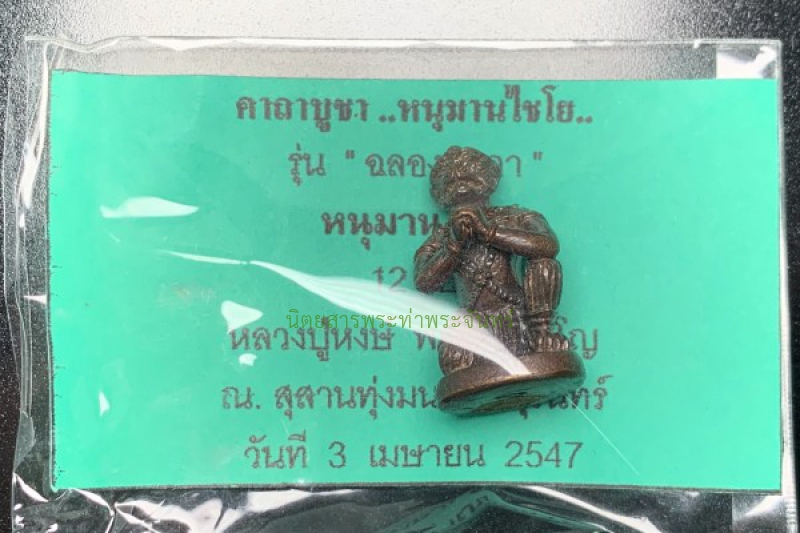 คาถาบูชา ..หนุมานไชโย..
รุ่น " ฉลอง
หนุมาน
12
นิตยสารพระท่าพระจันทร์
หลวงปู่หงษ์
ณ. สุสานทุ่งมน
วันที่ 3 เมษายน 2547